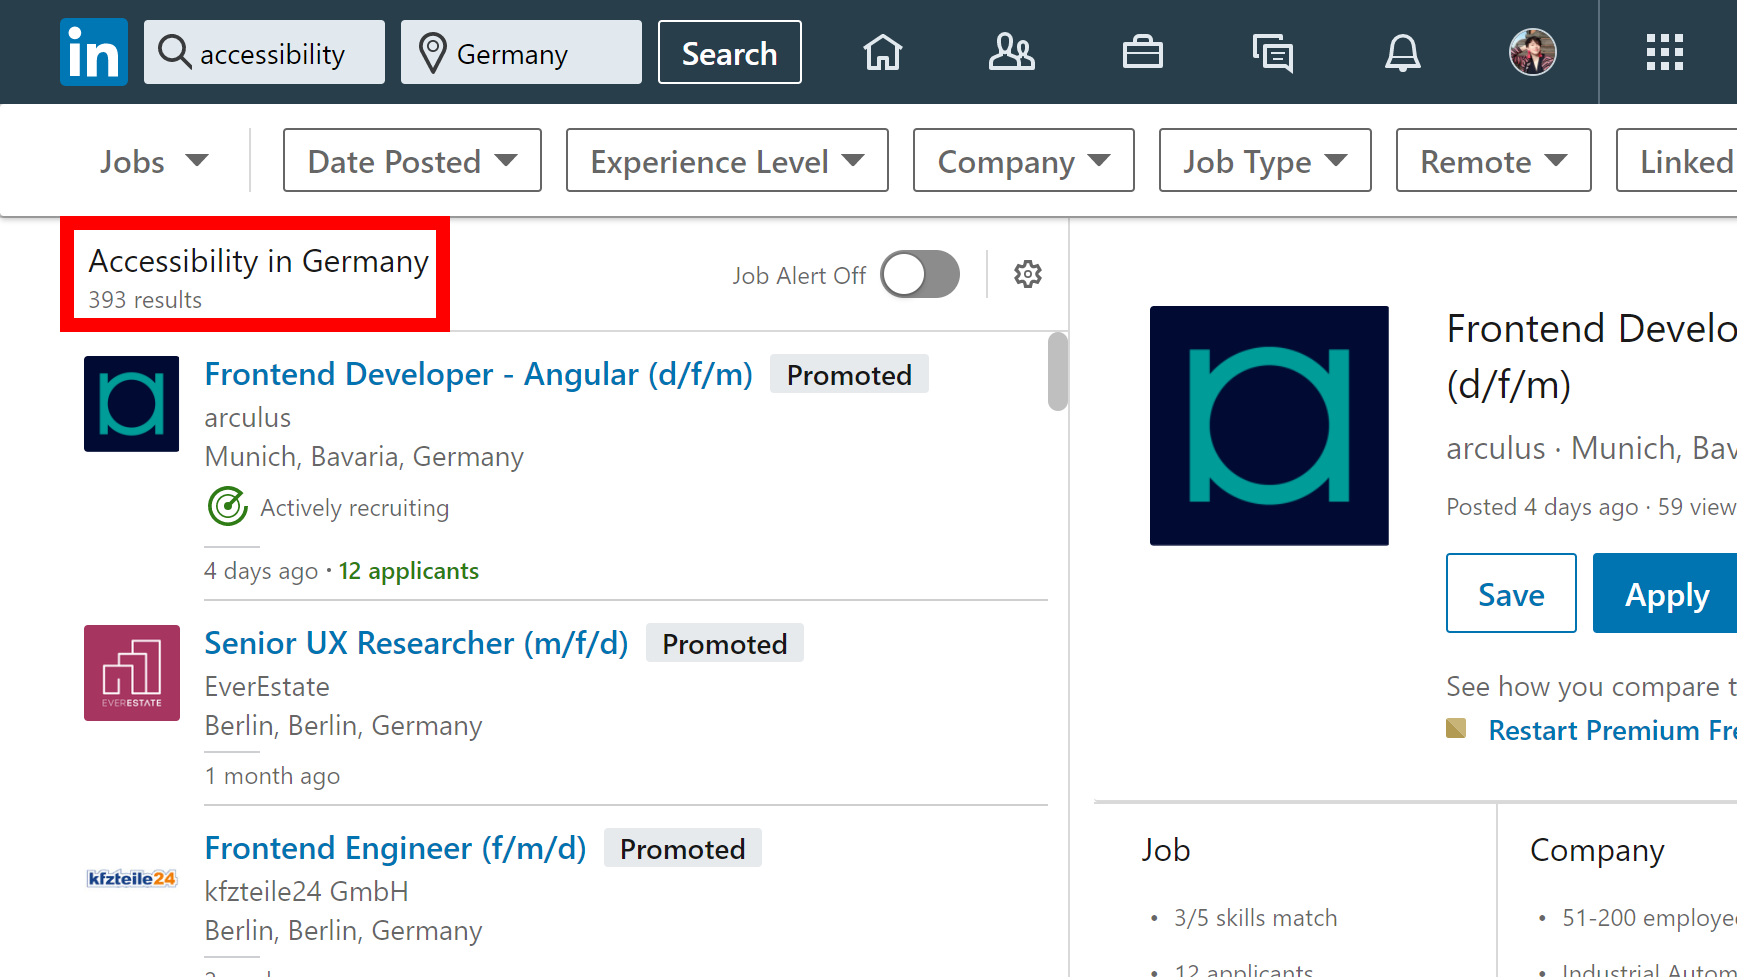 in accessibility Germany Search
Jobs Date Posted Experience Level Company Job Type Remote Linked
Accessibility in Germany
393 results
Job Alert Off
Frontend Developer - Angular (d/f/m) Promoted
arculus
Munich, Bavaria, Germany
Actively recruiting
4 days ago · 12 applicants
Senior UX Researcher (m/f/d) Promoted
EVERESTATE
EverEstate
Berlin, Berlin, Germany
1 month ago
Frontend Engineer (f/m/d) Promoted
kfzteile24
kfzteile24 GmbH
Berlin, Berlin, Germany
Frontend Develo
(d/f/m)
arculus · Munich, Bav
Posted 4 days ago · 59 view
Save Apply
See how you compare t
Restart Premium Fre
Job
• 3/5 skills match
• 12 applicants
Company
• 51-200 employe
• Industrial Autom